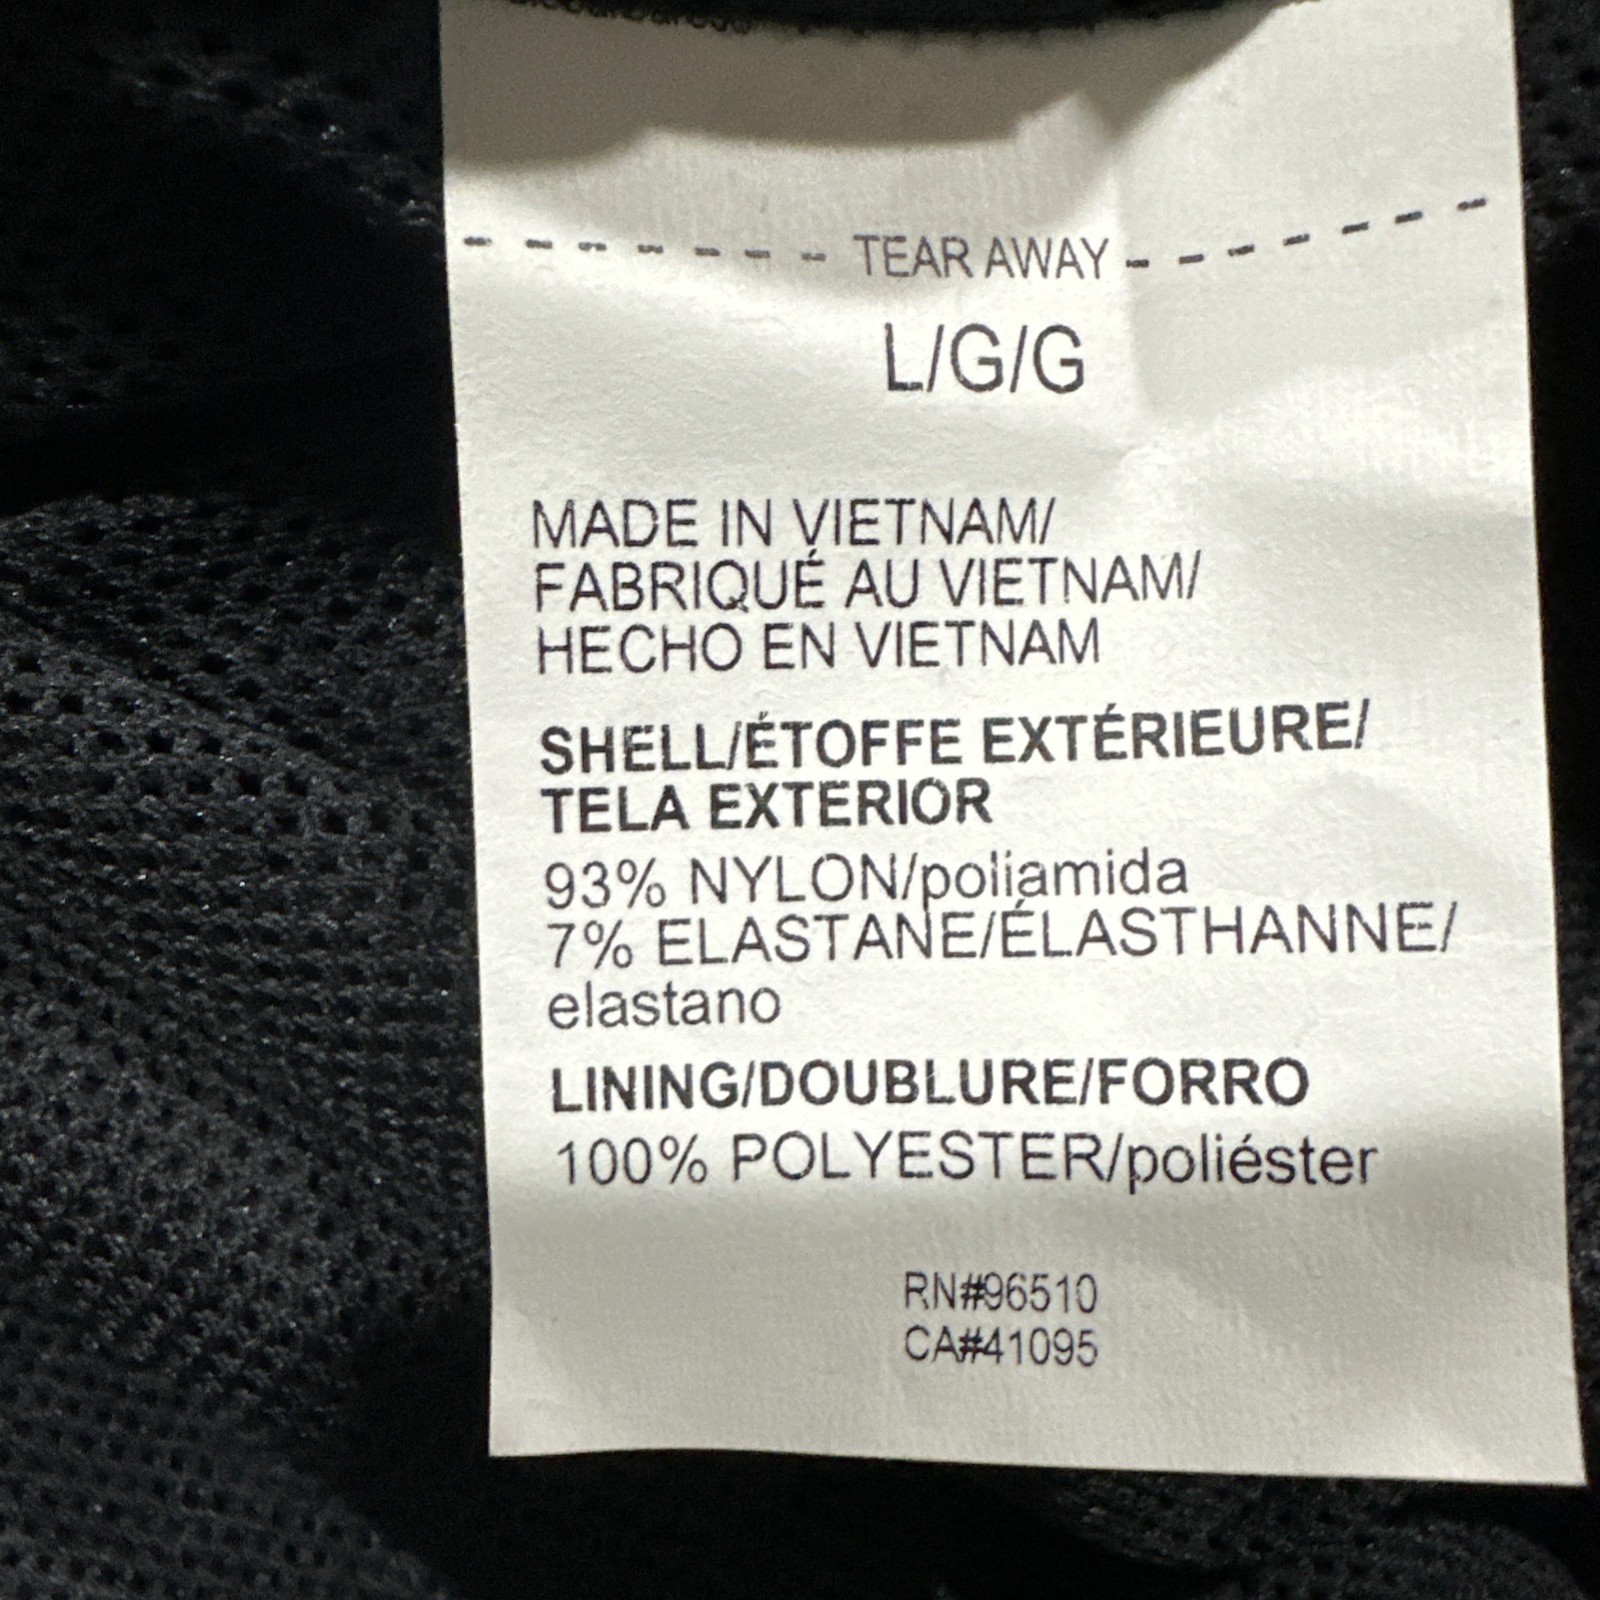 TEAR AWAY
L/G/G
MADE IN VIETNAM/
FABRIQUÉ AU VIETNAM/
HECHO EN VIETNAM
SHELL/ÉTOFFE EXTÉRIEURE/
TELA EXTERIOR
93% NYLON/poliamida
7% ELASTANE/ÉLASTHANNE/
elastano
LINING/DOUBLURE/FORRO
100% POLYESTER/poliéster
RN#96510
CA#41095